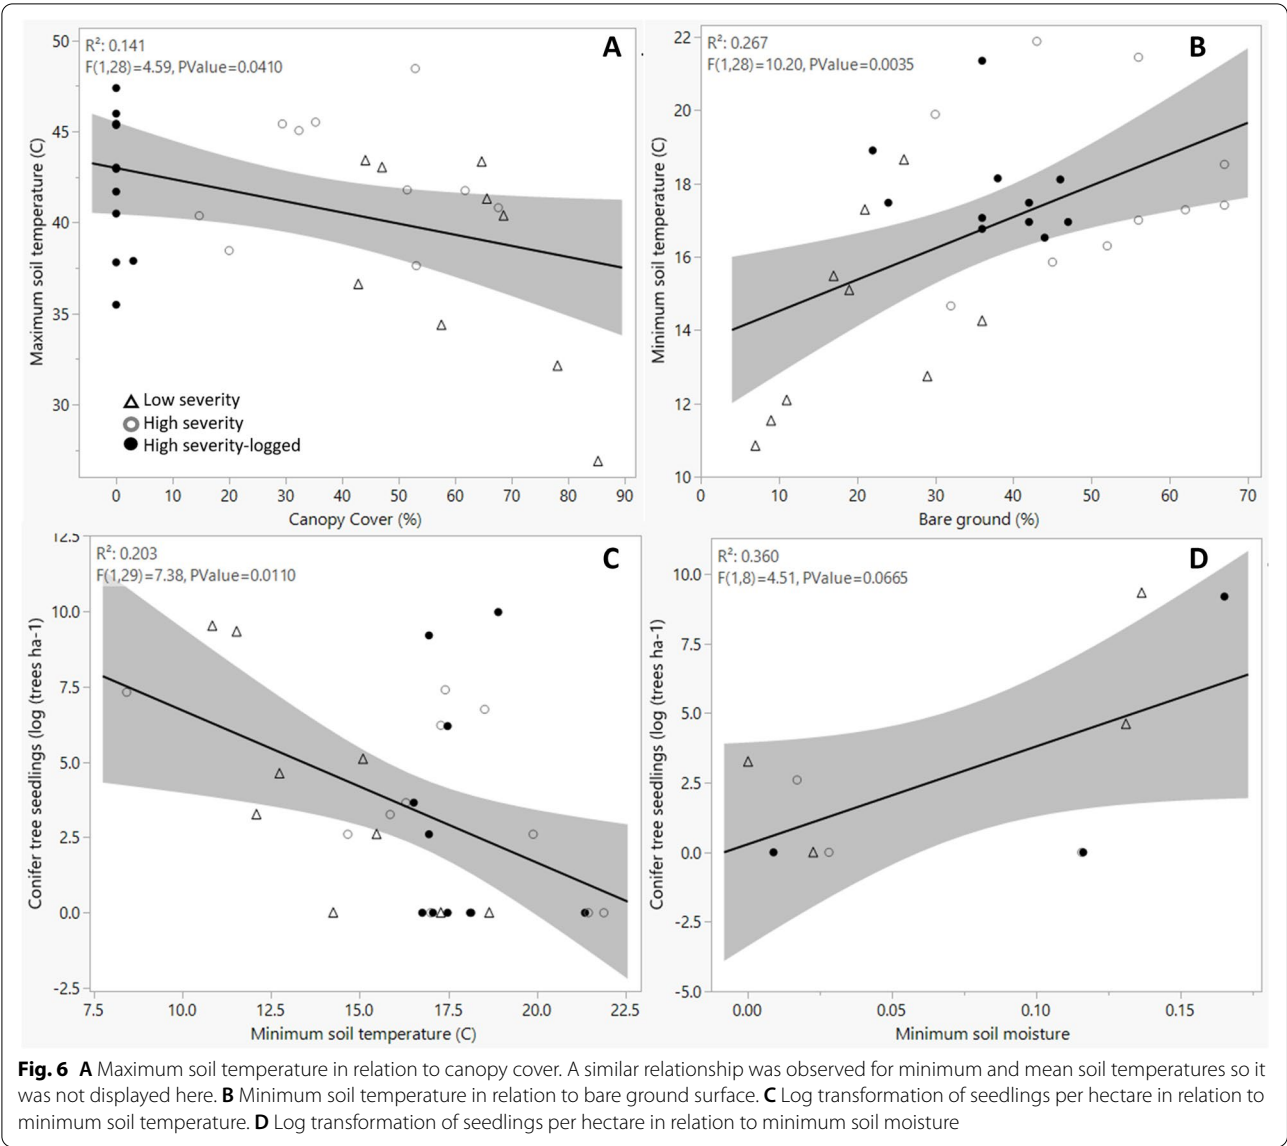 A
R²: 0.141
F(1,28)=4.59, PValue=0.0410
50
45
40
35
30
Maximum soil temperature (C)
Low severity
High severity
High severity-logged
0 10 20 30 40 50 60 70 80 90
Canopy Cover (%)
B
R²: 0.267
F(1,28)=10.20, PValue=0.0035
22
20
18
16
14
12
10
Minimum soil temperature (C)
0 10 20 30 40 50 60 70
Bare ground (%)
C
R²: 0.203
F(1,29)=7.38, PValue=0.0110
12.5
10.0
7.5
5.0
2.5
0.0
-2.5
Conifer tree seedlings (log (trees ha-1)
7.5 10.0 12.5 15.0 17.5 20.0 22.5
Minimum soil temperature (C)
D
R²: 0.360
F(1,8)=4.51, PValue=0.0665
10.0
7.5
5.0
2.5
0.0
-2.5
-5.0
Conifer tree seedlings (log (trees ha-1)
0.00 0.05 0.10 0.15
Minimum soil moisture
Fig. 6 A Maximum soil temperature in relation to canopy cover. A similar relationship was observed for minimum and mean soil temperatures so it
was not displayed here. B Minimum soil temperature in relation to bare ground surface. C Log transformation of seedlings per hectare in relation to
minimum soil temperature. D Log transformation of seedlings per hectare in relation to minimum soil moisture